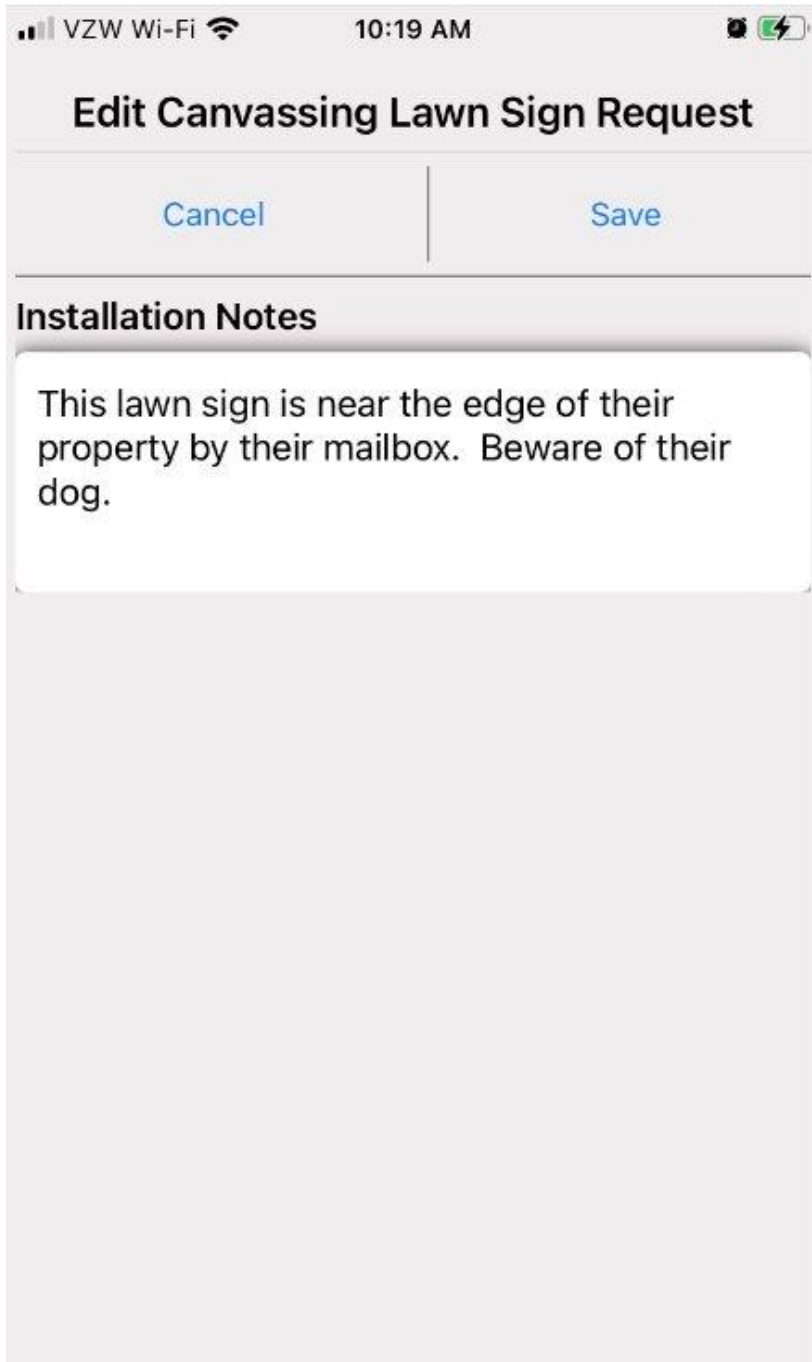 VZW Wi-Fi 10:19 AM
Edit Canvassing Lawn Sign Request
Cancel Save
Installation Notes
This lawn sign is near the edge of their
property by their mailbox.  Beware of their
dog.